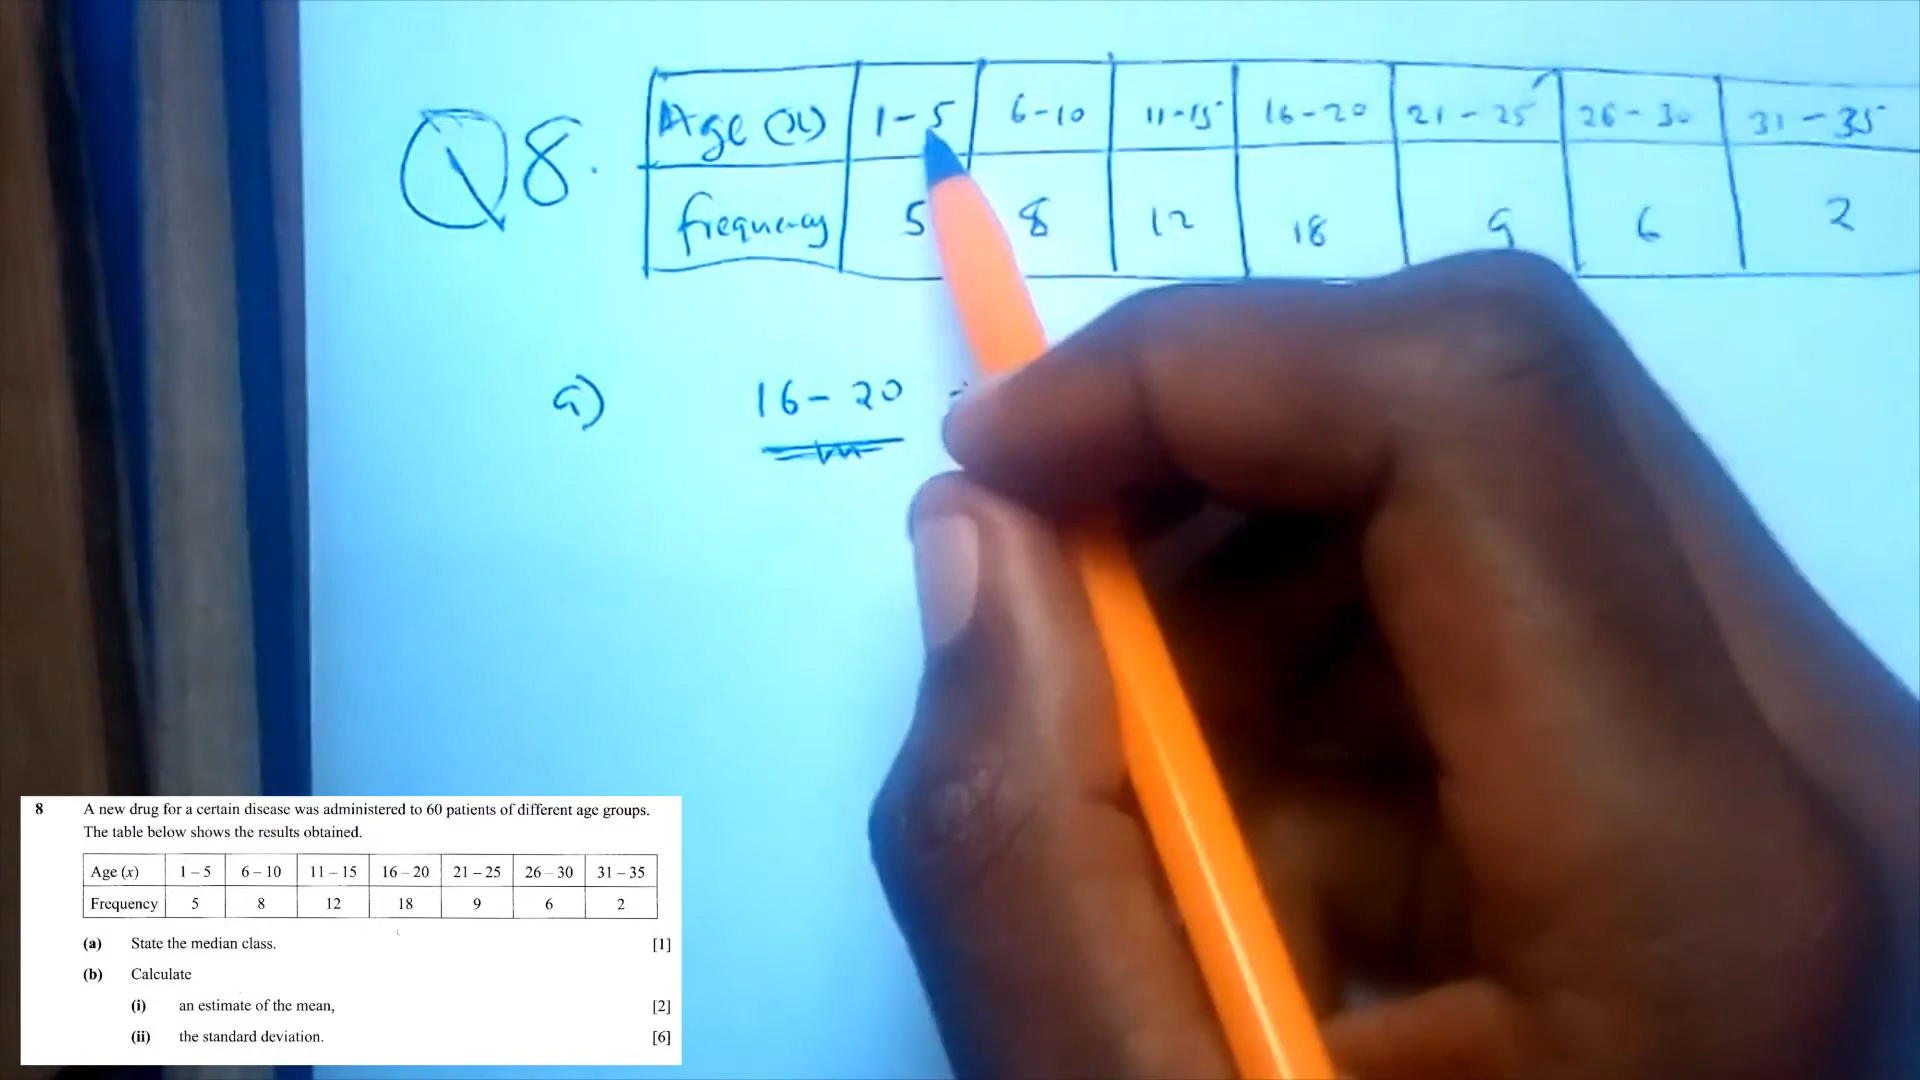 Q8.
Age (x) 1-5 6-10 11-15 16-20 21-25 26-30 31-35
frequency 5 8 12 18 9 6 2
a) 16-20
8 A new drug for a certain disease was administered to 60 patients of different age groups.
The table below shows the results obtained.
Age (x) 1 – 5 6 – 10 11 – 15 16 – 20 21 – 25 26 – 30 31 – 35
Frequency 5 8 12 18 9 6 2
(a) State the median class. [1]
(b) Calculate
(i) an estimate of the mean, [2]
(ii) the standard deviation. [6]